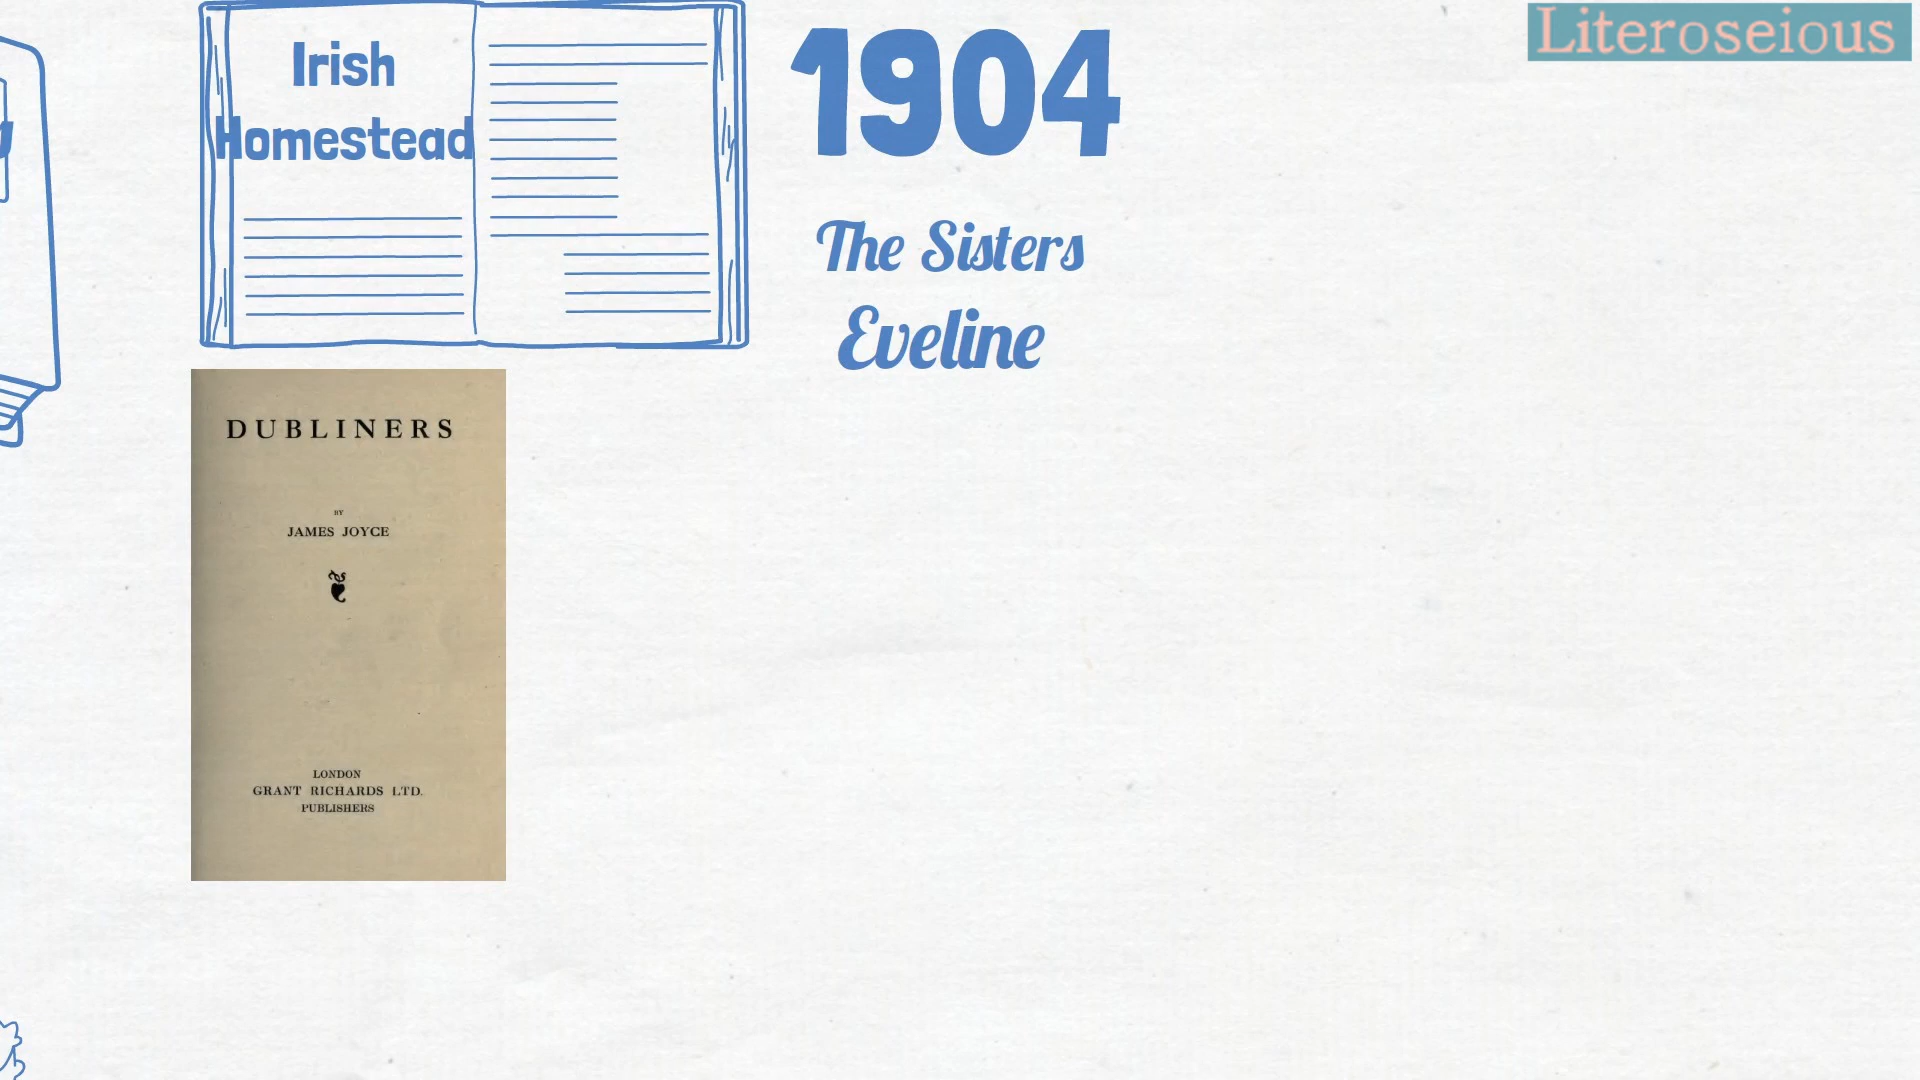 Literoseious
Irish
Homestead
1904
The Sisters
Eveline
DUBLINERS
BY
JAMES JOYCE
LONDON
GRANT RICHARDS LTD.
PUBLISHERS